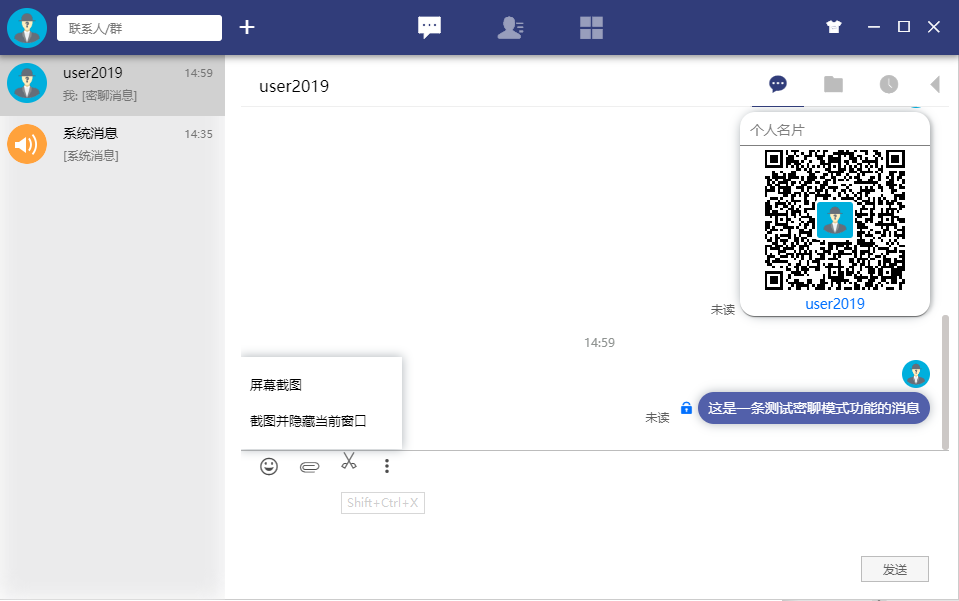 联系人/群
user2019
14:59
我: [密聊消息]
系统消息
14:35
[系统消息]
user2019
个人名片
user2019
未读
14:59
这是一条测试密聊模式功能的消息
未读
屏幕截图
截图并隐藏当前窗口
Shift+Ctrl+X
发送